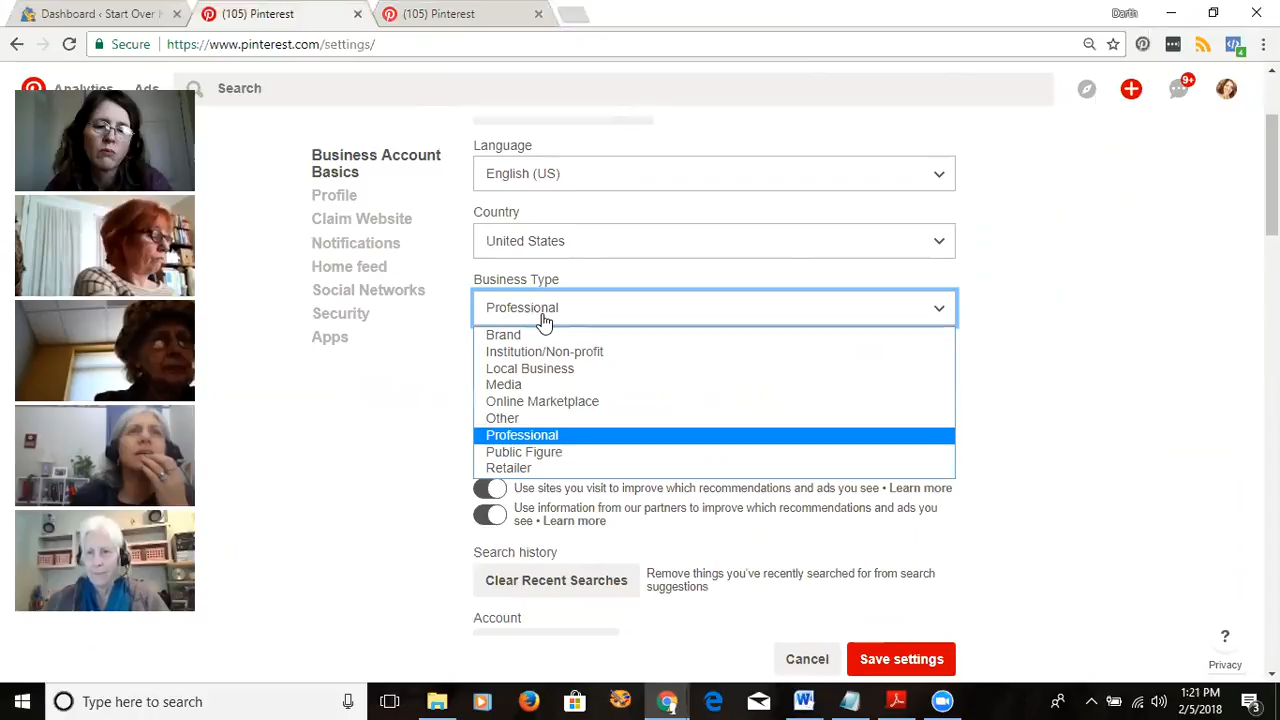 Dashboard ‹ Start Over H
(105) Pinterest
(105) Pinterest
Darth
Secure
https://www.pinterest.com/settings/
Analytics
Ads
Search
9+
Business Account
Basics
Profile
Claim Website
Notifications
Home feed
Social Networks
Security
Apps
Language
English (US)
Country
United States
Business Type
Professional
Brand
Institution/Non-profit
Local Business
Media
Online Marketplace
Other
Professional
Public Figure
Retailer
Use sites you visit to improve which recommendations and ads you see • Learn more
Use information from our partners to improve which recommendations and ads you
see • Learn more
Search history
Clear Recent Searches
Remove things you've recently searched for from search
suggestions
Account
Cancel
Save settings
?
Privacy
Type here to search
1:21 PM
2/5/2018
3